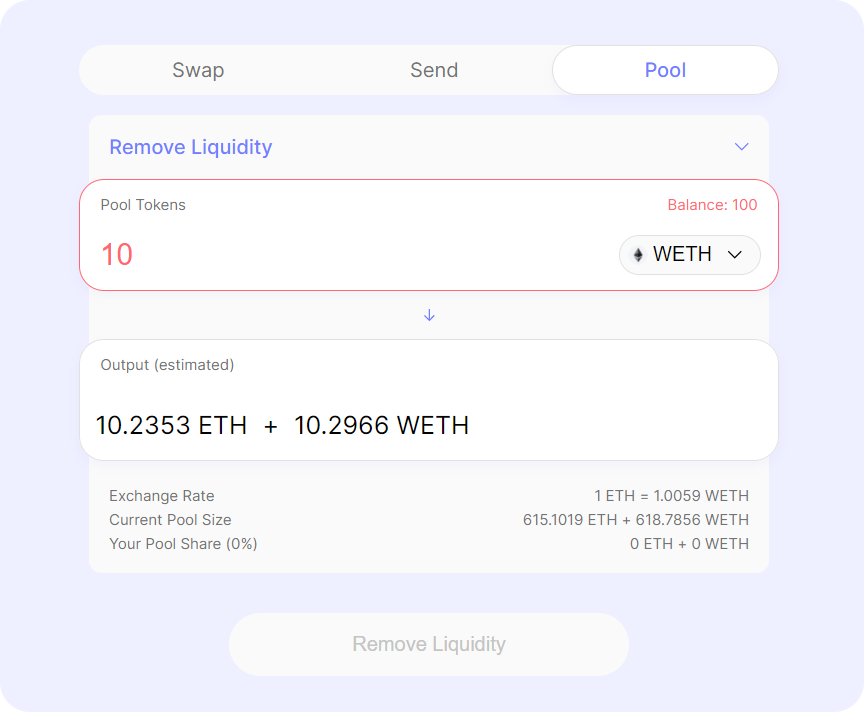 Swap Send Pool
Remove Liquidity
Pool Tokens Balance: 100
10 WETH
Output (estimated)
10.2353 ETH + 10.2966 WETH
Exchange Rate 1 ETH = 1.0059 WETH
Current Pool Size 615.1019 ETH + 618.7856 WETH
Your Pool Share (0%) 0 ETH + 0 WETH
Remove Liquidity